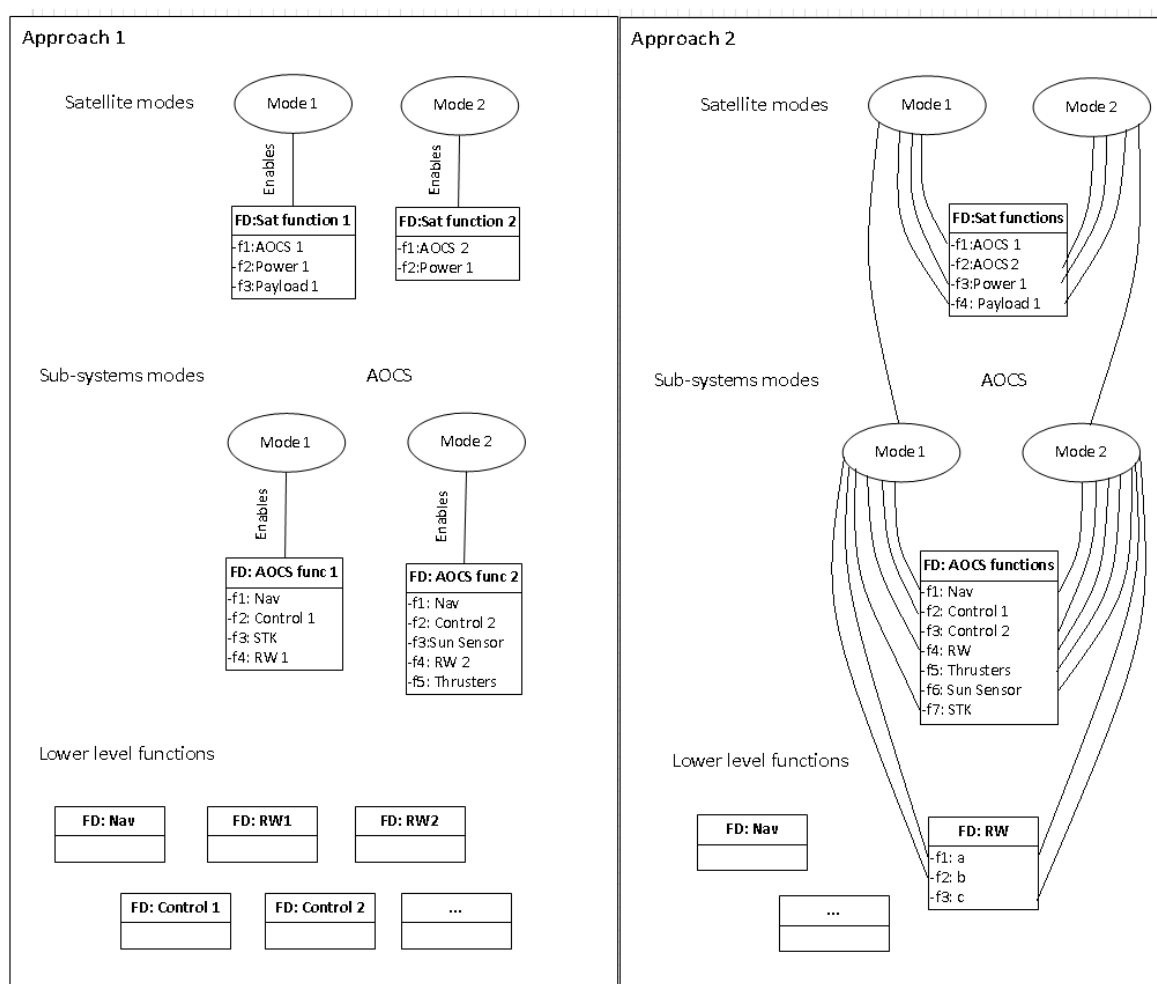 Approach 1
Satellite modes
Mode 1
Mode 2
Enables
Enables
FD:Sat function 1
-f1:AOCS 1
-f2:Power 1
-f3:Payload 1
FD:Sat function 2
-f1:AOCS 2
-f2:Power 1
Sub-systems modes
AOCS
Mode 1
Mode 2
Enables
Enables
FD: AOCS func 1
-f1: Nav
-f2: Control 1
-f3: STK
-f4: RW 1
FD: AOCS func 2
-f1: Nav
-f2: Control 2
-f3:Sun Sensor
-f4: RW 2
-f5: Thrusters
Lower level functions
FD: Nav
FD: RW1
FD: RW2
FD: Control 1
FD: Control 2
...
Approach 2
Satellite modes
Mode 1
Mode 2
FD:Sat functions
-f1:AOCS 1
-f2:AOCS2
-f3:Power 1
-f4: Payload 1
Sub-systems modes
AOCS
Mode 1
Mode 2
FD: AOCS functions
-f1: Nav
-f2: Control 1
-f3: Control 2
-f4: RW
-f5: Thrusters
-f6: Sun Sensor
-f7: STK
Lower level functions
FD: Nav
FD: RW
-f1: a
-f2: b
-f3: c
...